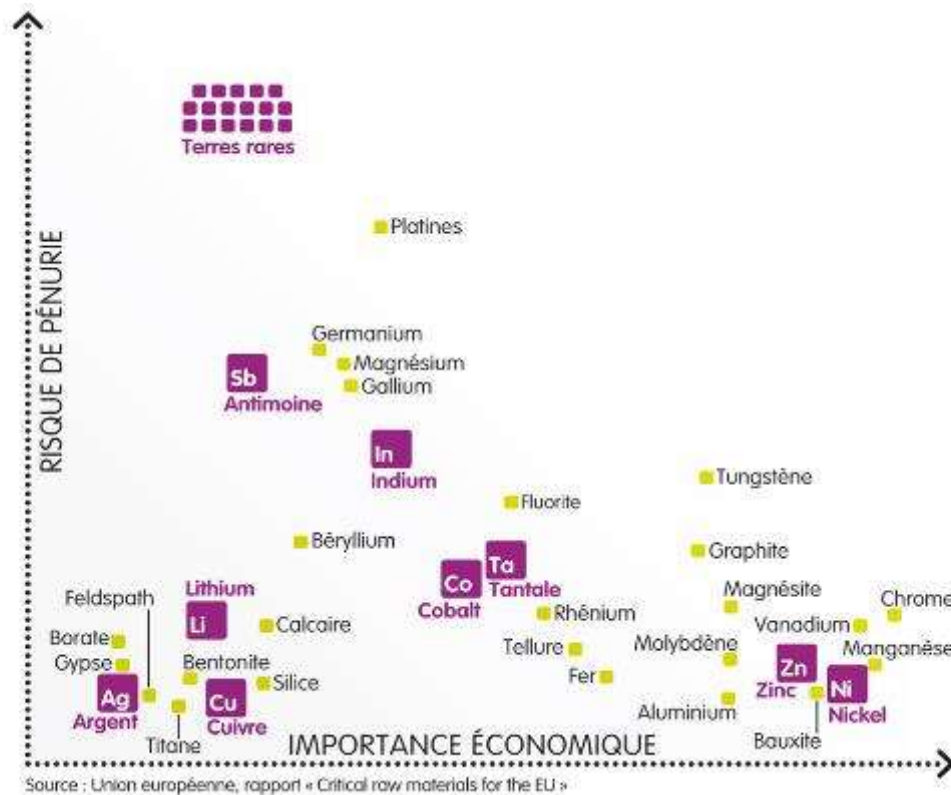 Terres rares
Platines
RISQUE DE PÉNURIE
Germanium
Magnésium
Gallium
Sb
Antimoine
In
Indium
Tungstène
Fluorite
Béryllium
Graphite
Ta
Tantale
Co
Cobalt
Lithium
Li
Feldspath
Magnésite
Chrome
Borate
Calcaire
Rhénium
Vanadium
Gypse
Tellure
Molybdène
Manganèse
Bentonite
Silice
Fer
Zn
Zinc
Ni
Nickel
Ag
Argent
Cu
Cuivre
Aluminium
Titane
IMPORTANCE ÉCONOMIQUE
Bauxite
Source : Union européenne, rapport « Critical raw materials for the EU »